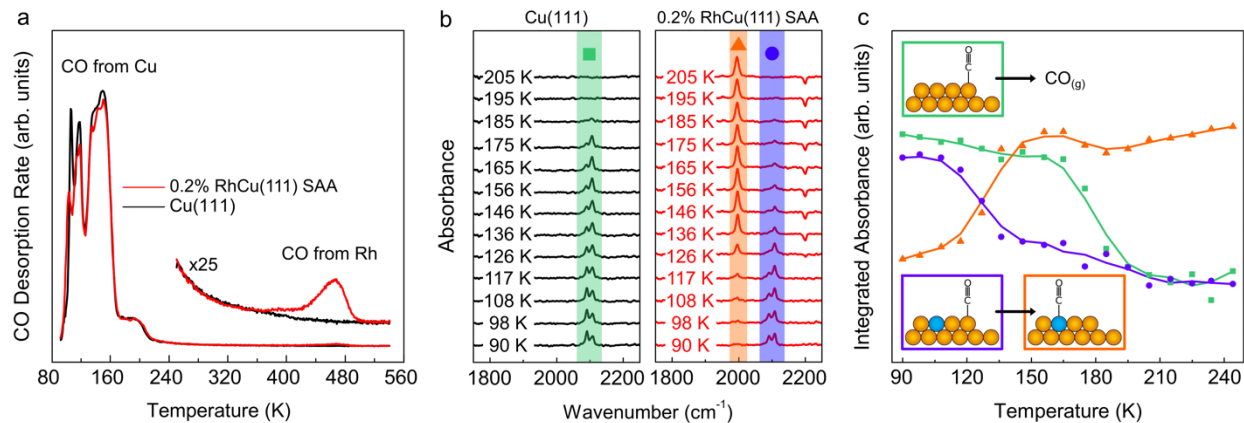 a
CO Desorption Rate (arb. units)
CO from Cu
0.2% RhCu(111) SAA
Cu(111)
x25
CO from Rh
80 160 240 320 400 480 560
Temperature (K)
b
Cu(111) 0.2% RhCu(111) SAA
Absorbance
205 K 205 K
195 K 195 K
185 K 185 K
175 K 175 K
165 K 165 K
156 K 156 K
146 K 146 K
136 K 136 K
126 K 126 K
117 K 117 K
108 K 108 K
98 K 98 K
90 K 90 K
1800 2000 2200 1800 2000 2200
Wavenumber (cm⁻¹)
c
Integrated Absorbance (arb. units)
O
C
CO(g)
O
C
O
C
90 120 150 180 210 240
Temperature (K)